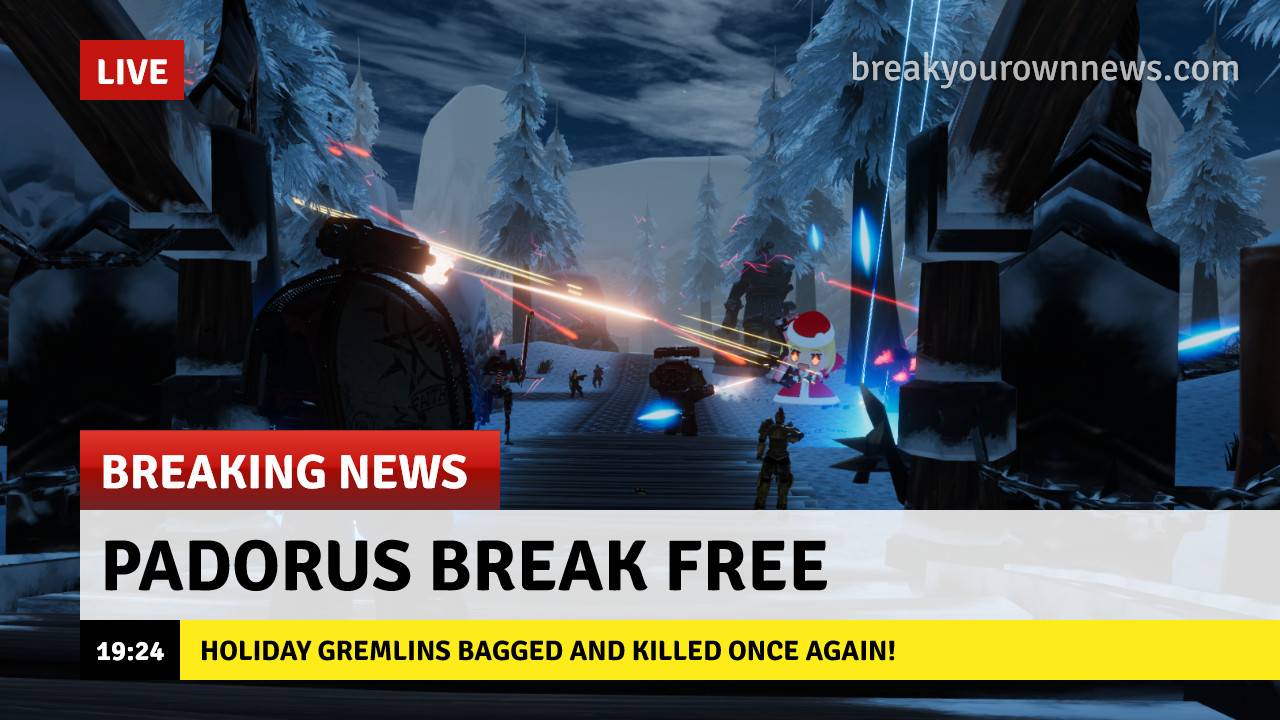 LIVE
breakyourownnews.com
BREAKING NEWS
PADORUS BREAK FREE
19:24
HOLIDAY GREMLINS BAGGED AND KILLED ONCE AGAIN!